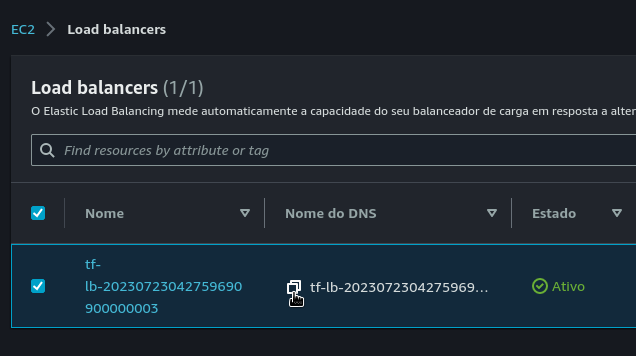 EC2 > Load balancers
Load balancers (1/1)
O Elastic Load Balancing mede automaticamente a capacidade do seu balanceador de carga em resposta a alter
Find resources by attribute or tag
Nome Nome do DNS Estado
tf-
lb-20230723042759690 tf-lb-2023072304275969... Ativo
900000003